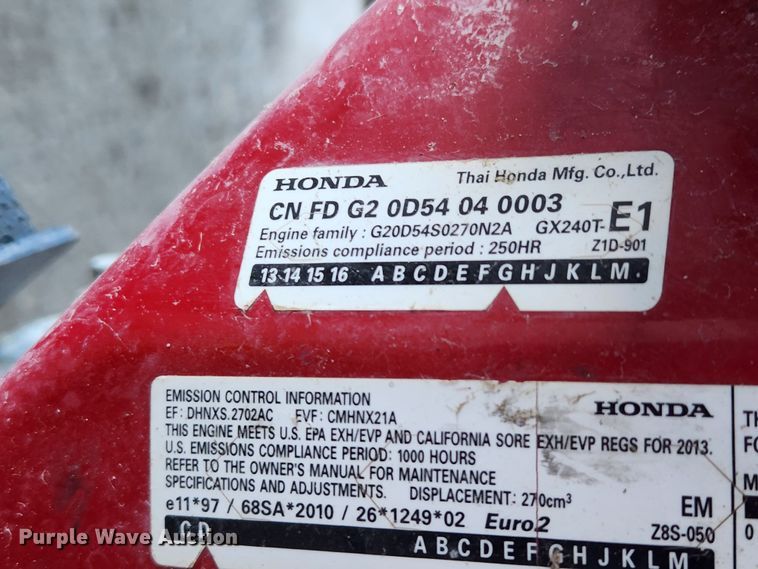 HONDA Thai Honda Mfg. Co.,Ltd.
CN FD G2 0D54 04 0003
Engine family : G20D54S0270N2A GX240T- E1
Emissions compliance period : 250HR Z1D-901
13 14 15 16 A B C D E F G H J K L M
EMISSION CONTROL INFORMATION HONDA
EF: DHNXS.2702AC EVF: CMHNX21A
THIS ENGINE MEETS U.S. EPA EXH/EVP AND CALIFORNIA SORE EXH/EVP REGS FOR 2013.
U.S. EMISSIONS COMPLIANCE PERIOD: 1000 HOURS
REFER TO THE OWNER'S MANUAL FOR MAINTENANCE
SPECIFICATIONS AND ADJUSTMENTS. DISPLACEMENT: 270cm³ EM
e11*97 / 68SA*2010 / 26*1249*02 Euro2 Z8S-050
C D A B C D E F G H J K L M
Purple Wave Auction